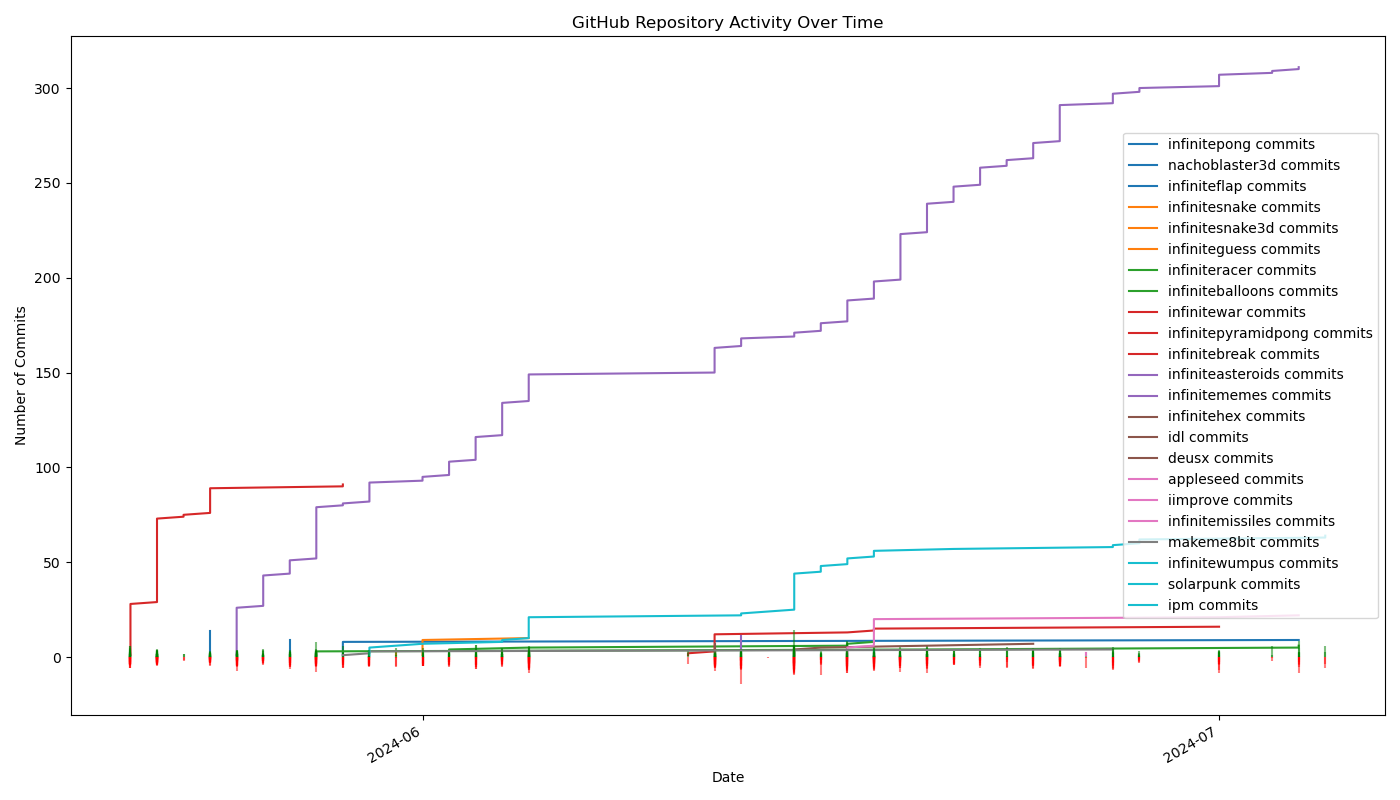 GitHub Repository Activity Over Time
Number of Commits
300
250
200
150
100
50
0
infinitepong commits
nachoblaster3d commits
infiniteflap commits
infinitesnake commits
infinitesnake3d commits
infiniteguess commits
infiniteracer commits
infiniteballoons commits
infinitewar commits
infinitepyramidpong commits
infinitebreak commits
infiniteasteroids commits
infinitememes commits
infinitehex commits
idl commits
deusx commits
appleseed commits
iimprove commits
infinitemissiles commits
makeme8bit commits
infinitewumpus commits
solarpunk commits
ipm commits
2024-06
2024-07
Date